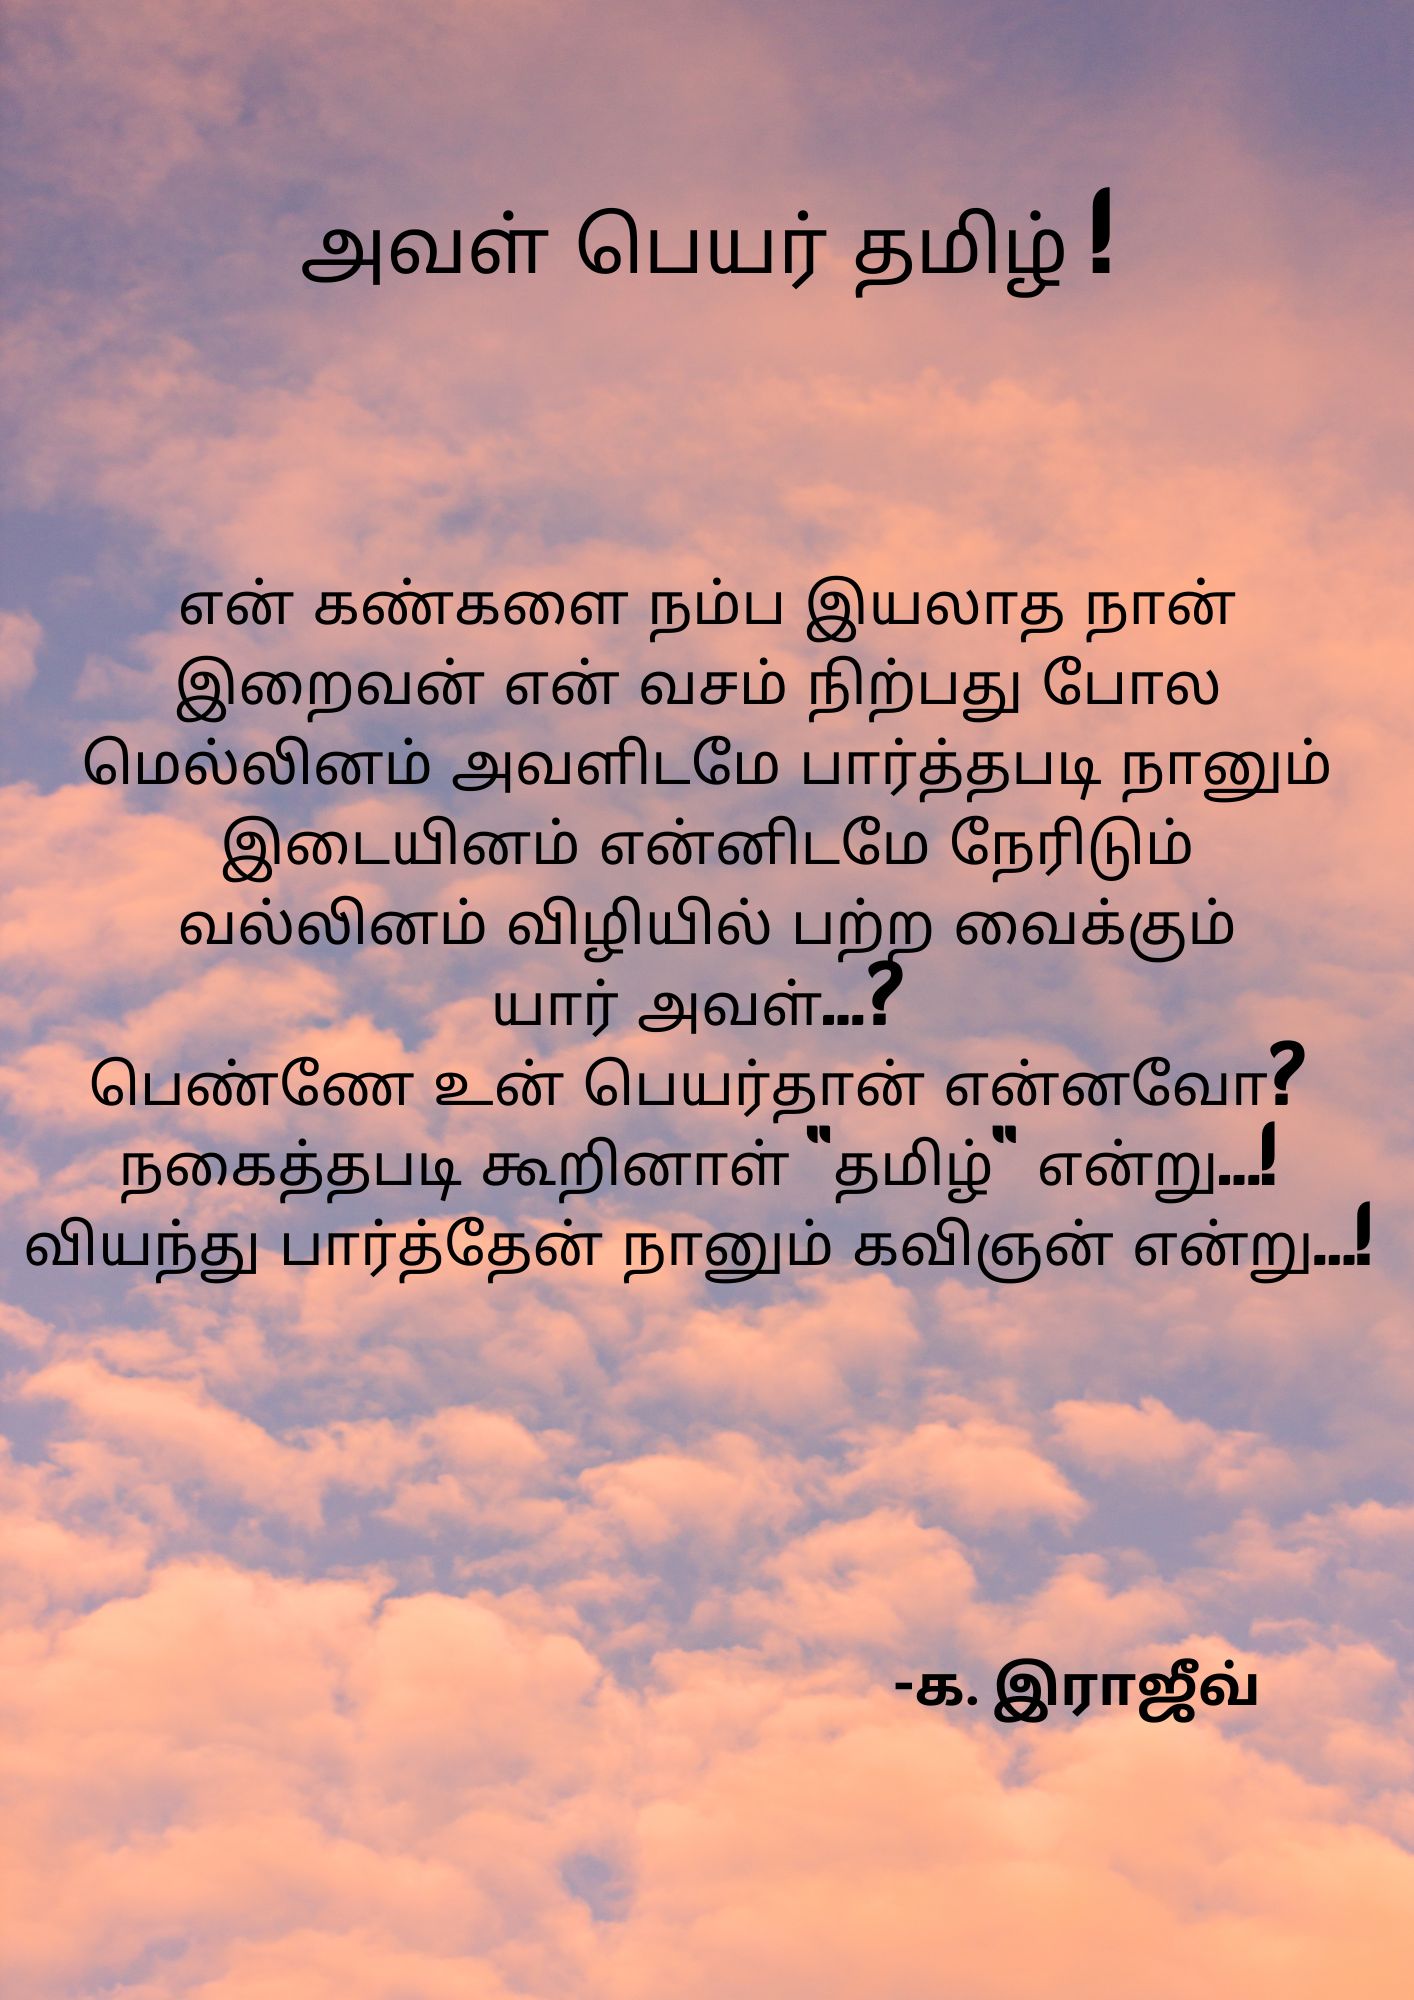 அவள் பெயர் தமிழ் !
என் கண்களை நம்ப இயலாத நான்
இறைவன் என் வசம் நிற்பது போல
மெல்லினம் அவளிடமே பார்த்தபடி நானும்
இடையினம் என்னிடமே நேரிடும்
வல்லினம் விழியில் பற்ற வைக்கும்
யார் அவள்...?
பெண்ணே உன் பெயர்தான் என்னவோ?
நகைத்தபடி கூறினாள் "தமிழ்" என்று...!
வியந்து பார்த்தேன் நானும் கவிஞன் என்று...!
-க. இராஜீவ்